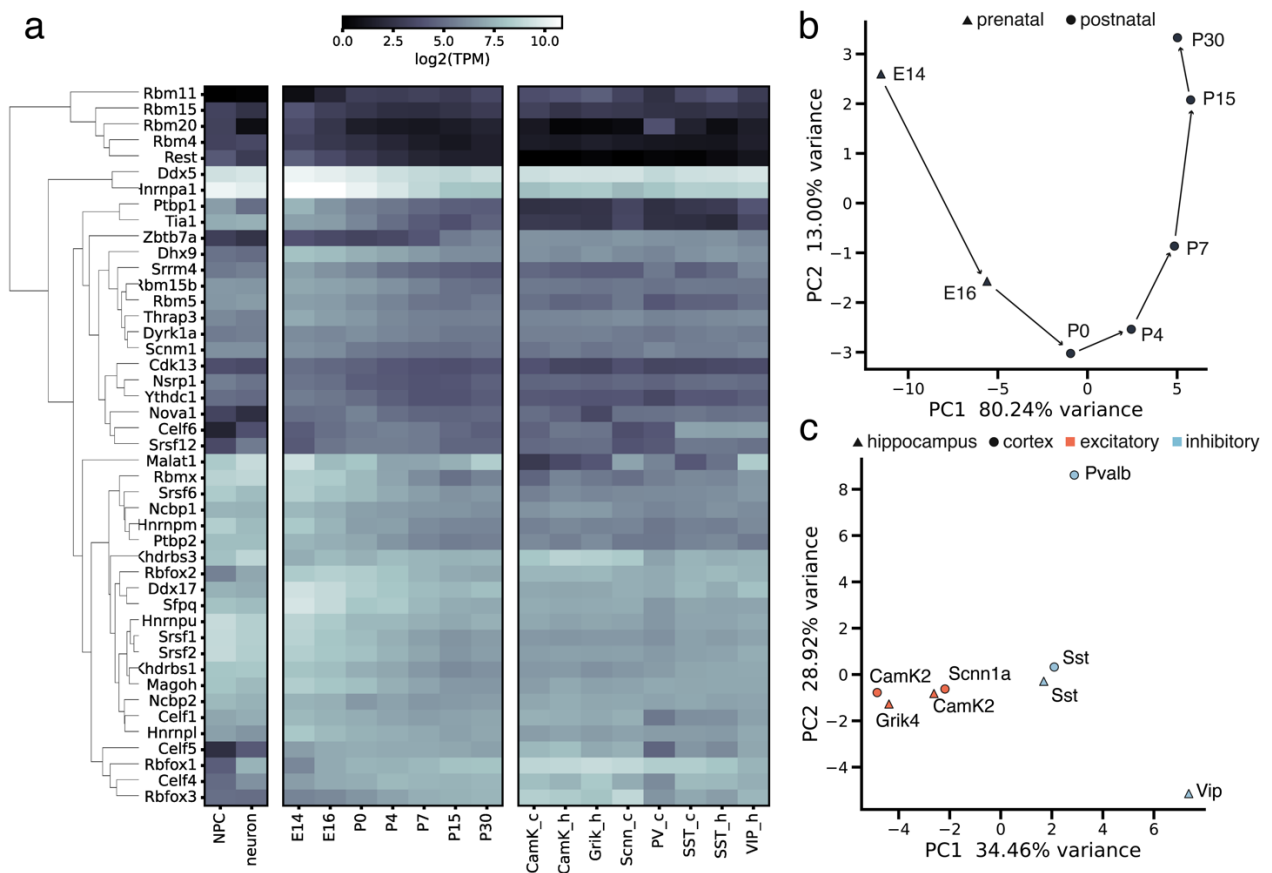 a
0.0 2.5 5.0 7.5 10.0
log2(TPM)
Rbm11
Rbm15
Rbm20
Rbm4
Rest
Ddx5
Hnrnpa1
Ptbp1
Tia1
Zbtb7a
Dhx9
Srrm4
Rbm15b
Rbm5
Thrap3
Dyrk1a
Scnm1
Cdk13
Nsrp1
Ythdc1
Nova1
Celf6
Srsf12
Malat1
Rbmx
Srsf6
Ncbp1
Hnrnpm
Ptbp2
Khdrbs3
Rbfox2
Ddx17
Sfpq
Hnrnpu
Srsf1
Srsf2
Khdrbs1
Magoh
Ncbp2
Celf1
Hnrnpl
Celf5
Rbfox1
Celf4
Rbfox3
NPC
neuron
E14
E16
P0
P4
P7
P15
P30
CamK_c
CamK_h
Grik_h
Scnn_c
PV_c
SST_c
SST_h
VIP_h
b
prenatal postnatal
3
2
1
0
−1
−2
−3
PC2 13.00% variance
E14
E16
P0
P4
P7
P15
P30
−10 −5 0 5
PC1 80.24% variance
c
hippocampus cortex excitatory inhibitory
8
6
4
2
0
−2
−4
PC2 28.92% variance
Pvalb
Sst
Sst
CamK2
Scnn1a
CamK2
Grik4
Vip
−4 −2 0 2 4 6
PC1 34.46% variance